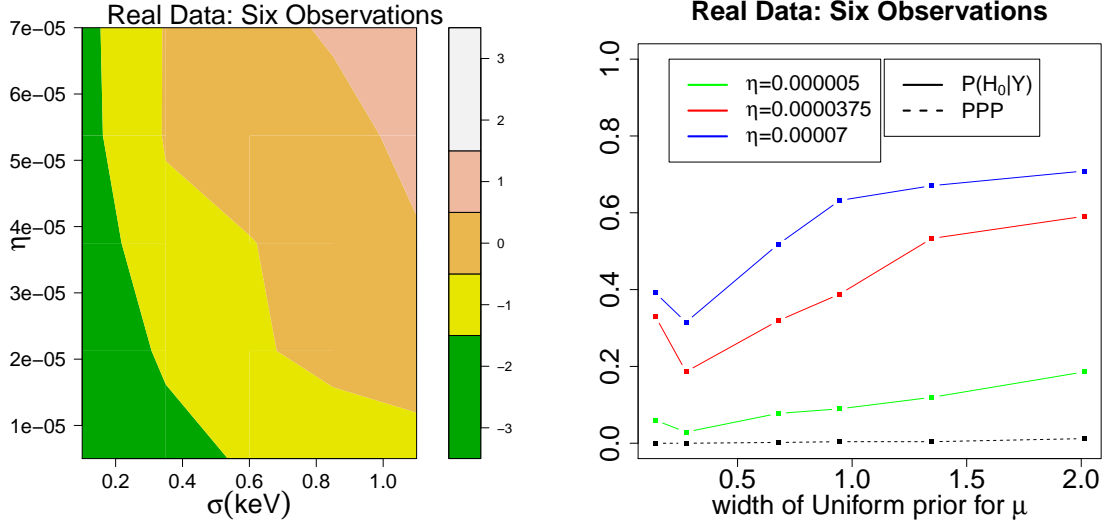 Real Data: Six Observations
7e−05
6e−05
5e−05
4e−05
3e−05
2e−05
1e−05
η
0.2 0.4 0.6 0.8 1.0
σ(keV)
3
2
1
0
−1
−2
−3
Real Data: Six Observations
1.0
0.8
0.6
0.4
0.2
0.0
η=0.000005
η=0.0000375
η=0.00007
P(H₀|Y)
PPP
0.5 1.0 1.5 2.0
width of Uniform prior for μ